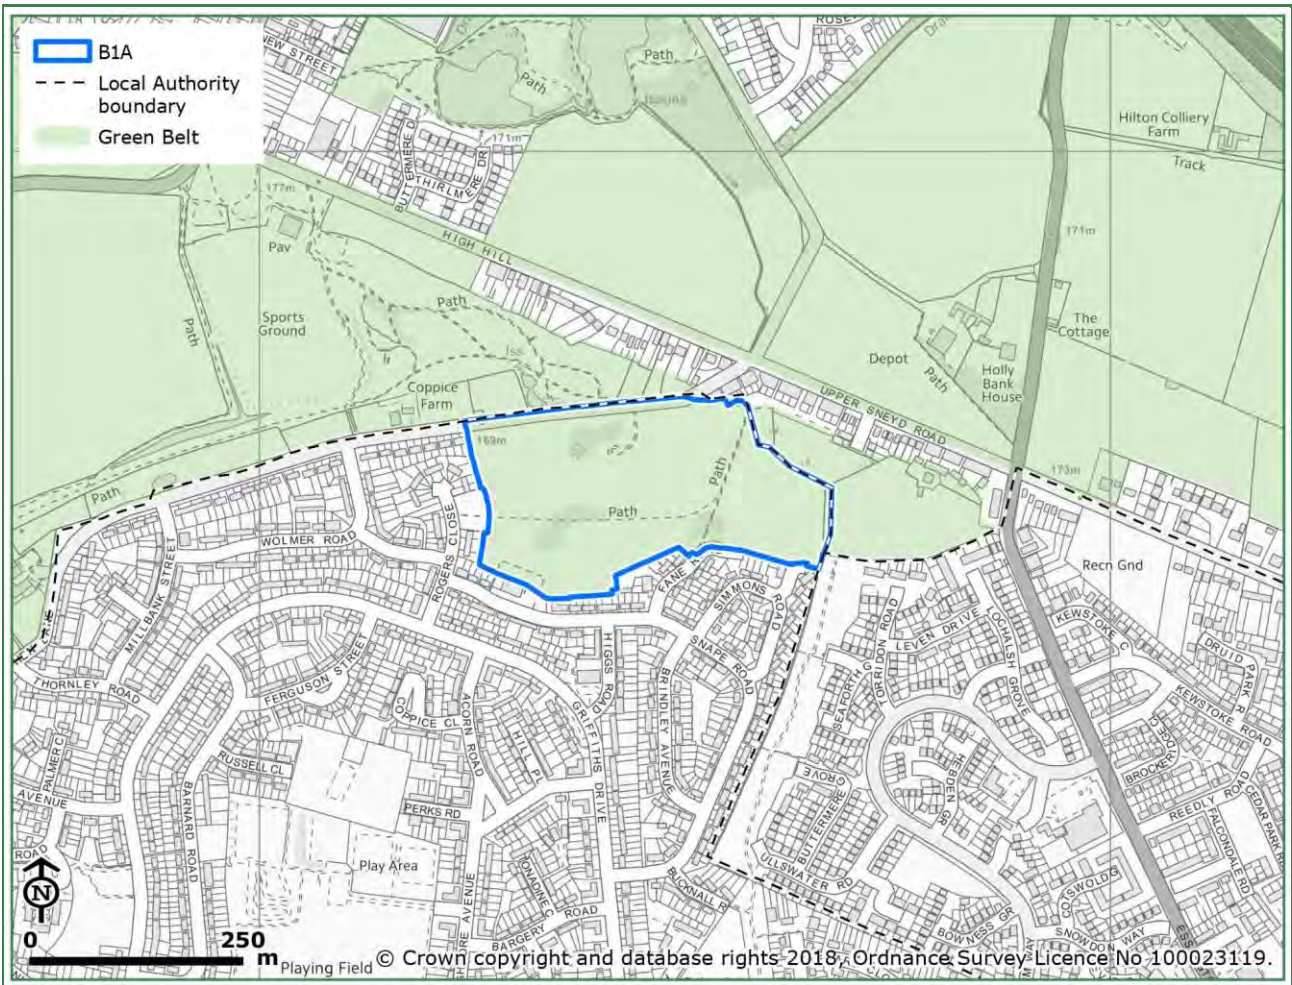 B1A
Local Authority
boundary
Green Belt
NEW STREET
Path
Path
171m
BUTTERMERE D
THIRLMERE DR
177m
Pav
HIGH HILL
Hilton Colliery
Farm
Track
171m
Path
Sports
Ground
Path
The
Cottage
Depot
Path
Holly
Bank
House
Coppice
Farm
UPPER SNEYD ROAD
169m
173m
Path
Path
Path
WOLMER ROAD
ROGERS CLOSE
MILLBANK STREET
Recn Gnd
SIMMONS ROAD
SNAPE ROAD
TORRIDON ROAD
LEVEN DRIVE
LOCHALSH GROVE
KEWSTOKE C
DRUID PARK R
KEWSTOKE ROAD
SEAFORTH G
THORNLEY ROAD
FERGUSON STREET
HIGGS ROAD
BRINDLEY AVENUE
GRIFFITHS DRIVE
COPPICE CL
ACORN ROAD
HILL PL
RUSSELL CL
PALMER C
AVENUE
BARNARD ROAD
PERKS RD
BUTTERMERE GROVE
HEBDEN GR
REEDLY ROAD
FALCONDALE RD
CEDAR PARK R
ROAD
Play Area
ULLSWATER RD
BUCKNALL R
BARGERY ROAD
COTSWOLD G
BOWNESS GR
SNOWDON WAY
N
0 250
m
Playing Field
© Crown copyright and database rights 2018, Ordnance Survey Licence No 100023119.